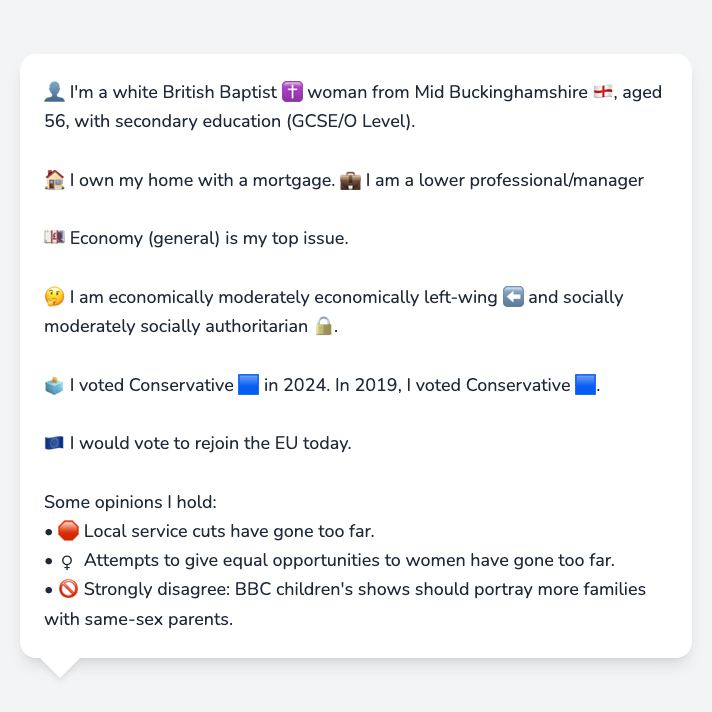 👤 I'm a white British Baptist ✝️ woman from Mid Buckinghamshire 🏴󠁧󠁢󠁥󠁮󠁧󠁿, aged
56, with secondary education (GCSE/O Level).
🏠 I own my home with a mortgage. 💼 I am a lower professional/manager
💷 Economy (general) is my top issue.
🤔 I am economically moderately economically left-wing ⬅️ and socially
moderately socially authoritarian 🔒.
🗳️ I voted Conservative 🟦 in 2024. In 2019, I voted Conservative 🟦.
🇪🇺 I would vote to rejoin the EU today.
Some opinions I hold:
• 🛑 Local service cuts have gone too far.
• ♀ Attempts to give equal opportunities to women have gone too far.
• 🚫 Strongly disagree: BBC children's shows should portray more families
with same-sex parents.